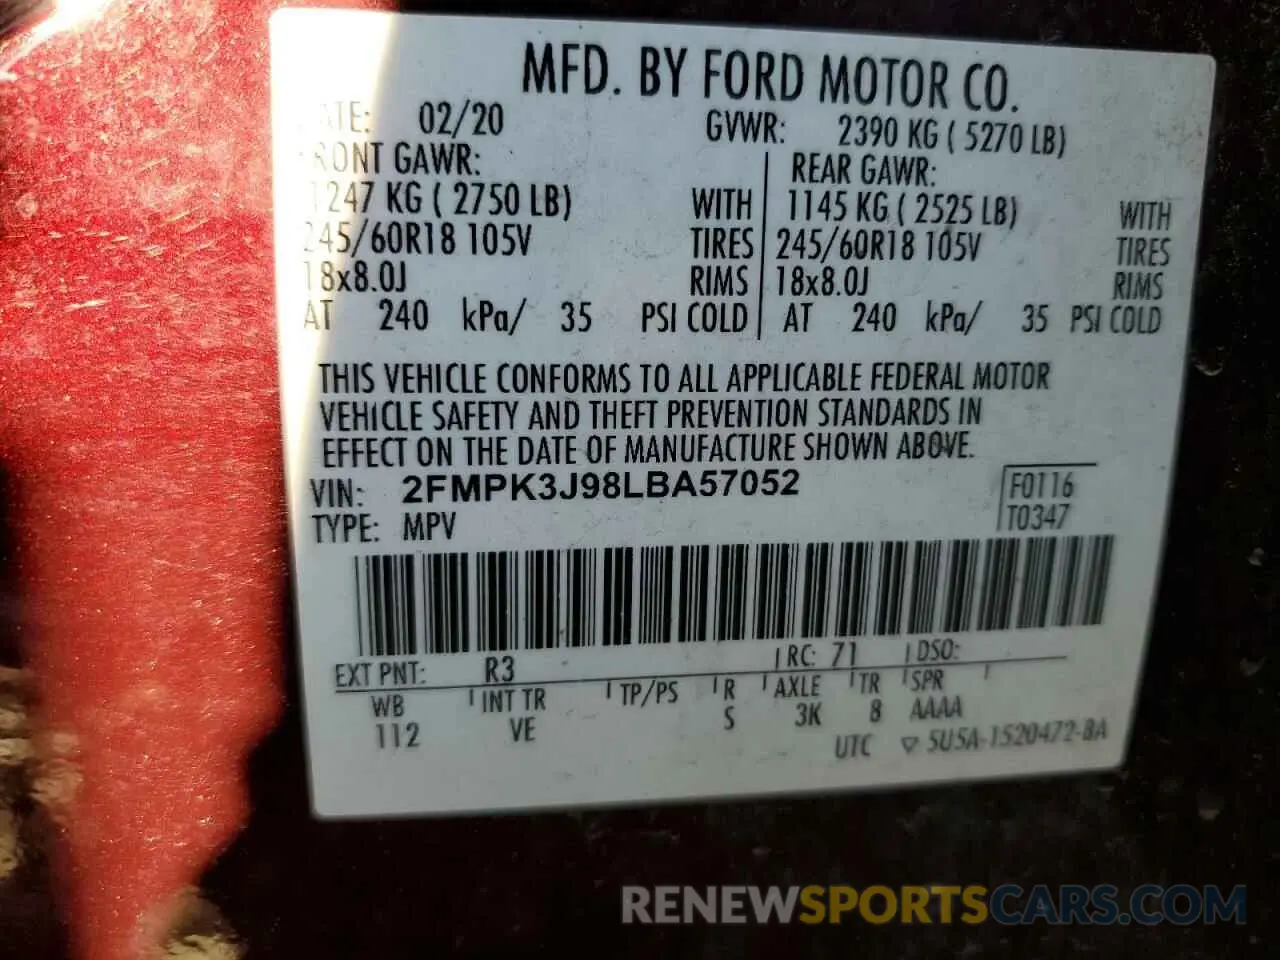 MFD. BY FORD MOTOR CO.
DATE: 02/20 GVWR: 2390 KG ( 5270 LB)
FRONT GAWR: REAR GAWR:
1247 KG ( 2750 LB) WITH 1145 KG ( 2525 LB) WITH
245/60R18 105V TIRES 245/60R18 105V TIRES
18x8.0J RIMS 18x8.0J RIMS
AT 240 kPa/ 35 PSI COLD AT 240 kPa/ 35 PSI COLD
THIS VEHICLE CONFORMS TO ALL APPLICABLE FEDERAL MOTOR
VEHICLE SAFETY AND THEFT PREVENTION STANDARDS IN
EFFECT ON THE DATE OF MANUFACTURE SHOWN ABOVE.
VIN: 2FMPK3J98LBA57052 F0116
TYPE: MPV T0347
EXT PNT: R3 RC: 71 DSO:
WB INT TR TP/PS R AXLE TR SPR
112 VE S 3K 8 AAAA
UTC 5U5A-1520472-BA
RENEWSPORTSCARS.COM